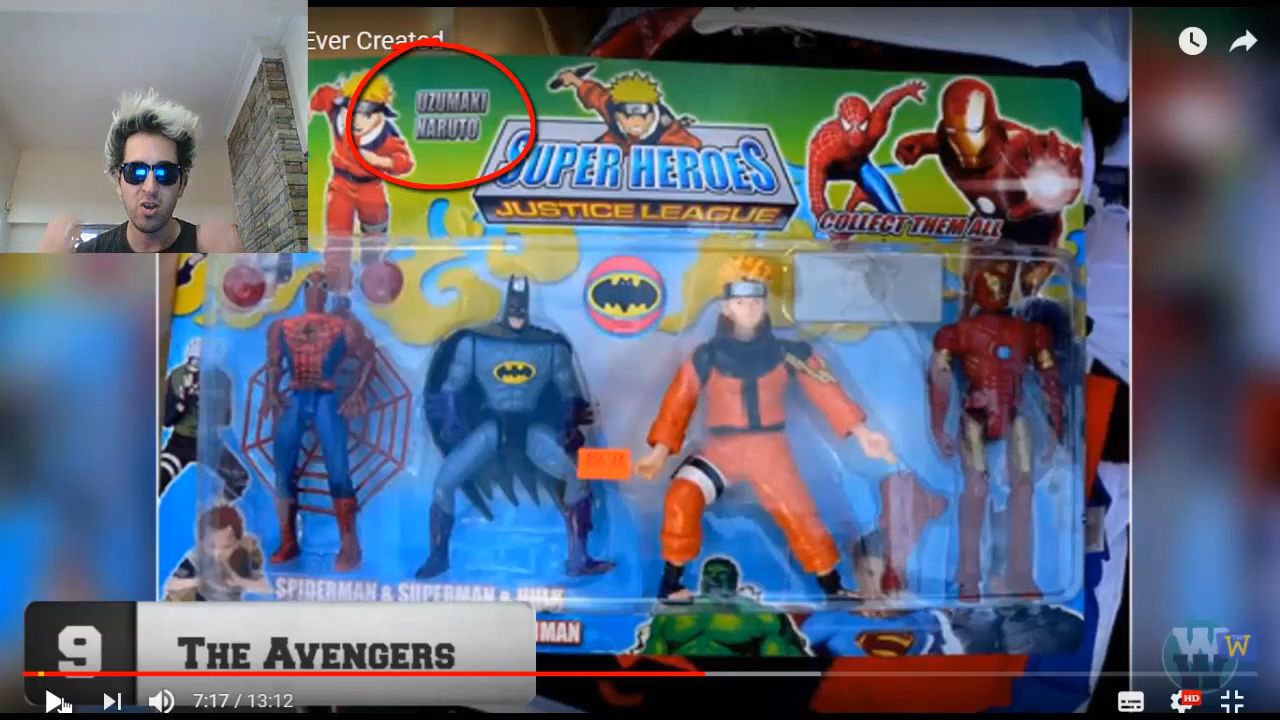 Ever Created
UZUMAKI
NARUTO
SUPER HEROES
JUSTICE LEAGUE
COLLECT THEM ALL
SPIDERMAN & SUPERMAN & HULK
MAN
9
THE AVENGERS
THE
W
7:17 / 13:12
HD